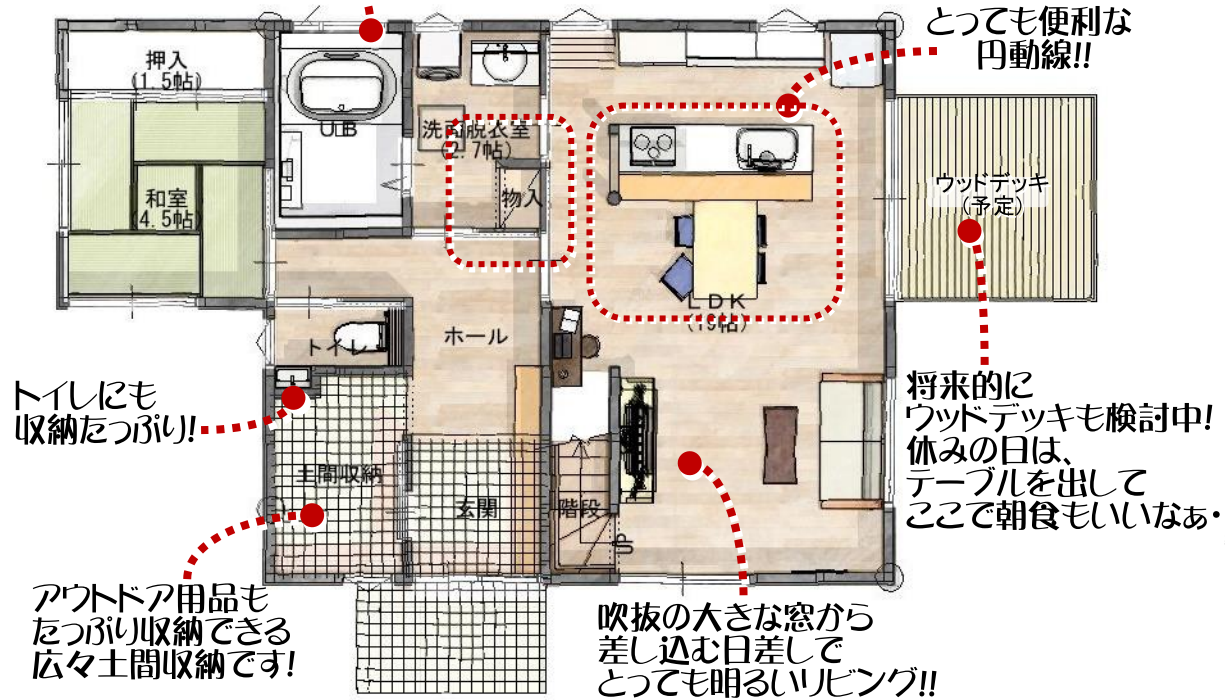 とっても便利な
円動線!!
押入
(1.5帖)
UB
洗面脱衣室
(2.7帖)
物入
和室
4.5帖)
ウッドデッキ
(予定)
LDK
(19帖)
ホール
トイレ
トイレにも
収納たっぷり!
将来的に
ウッドデッキも検討中!
休みの日は、
テーブルを出して
ここで朝食もいいなぁ・
土間収納
玄関
階段
UP
アウトドア用品も
たっぷり収納できる
広々土間収納です!
吹抜の大きな窓から
差し込む日差しで
とっても明るいリビング!!